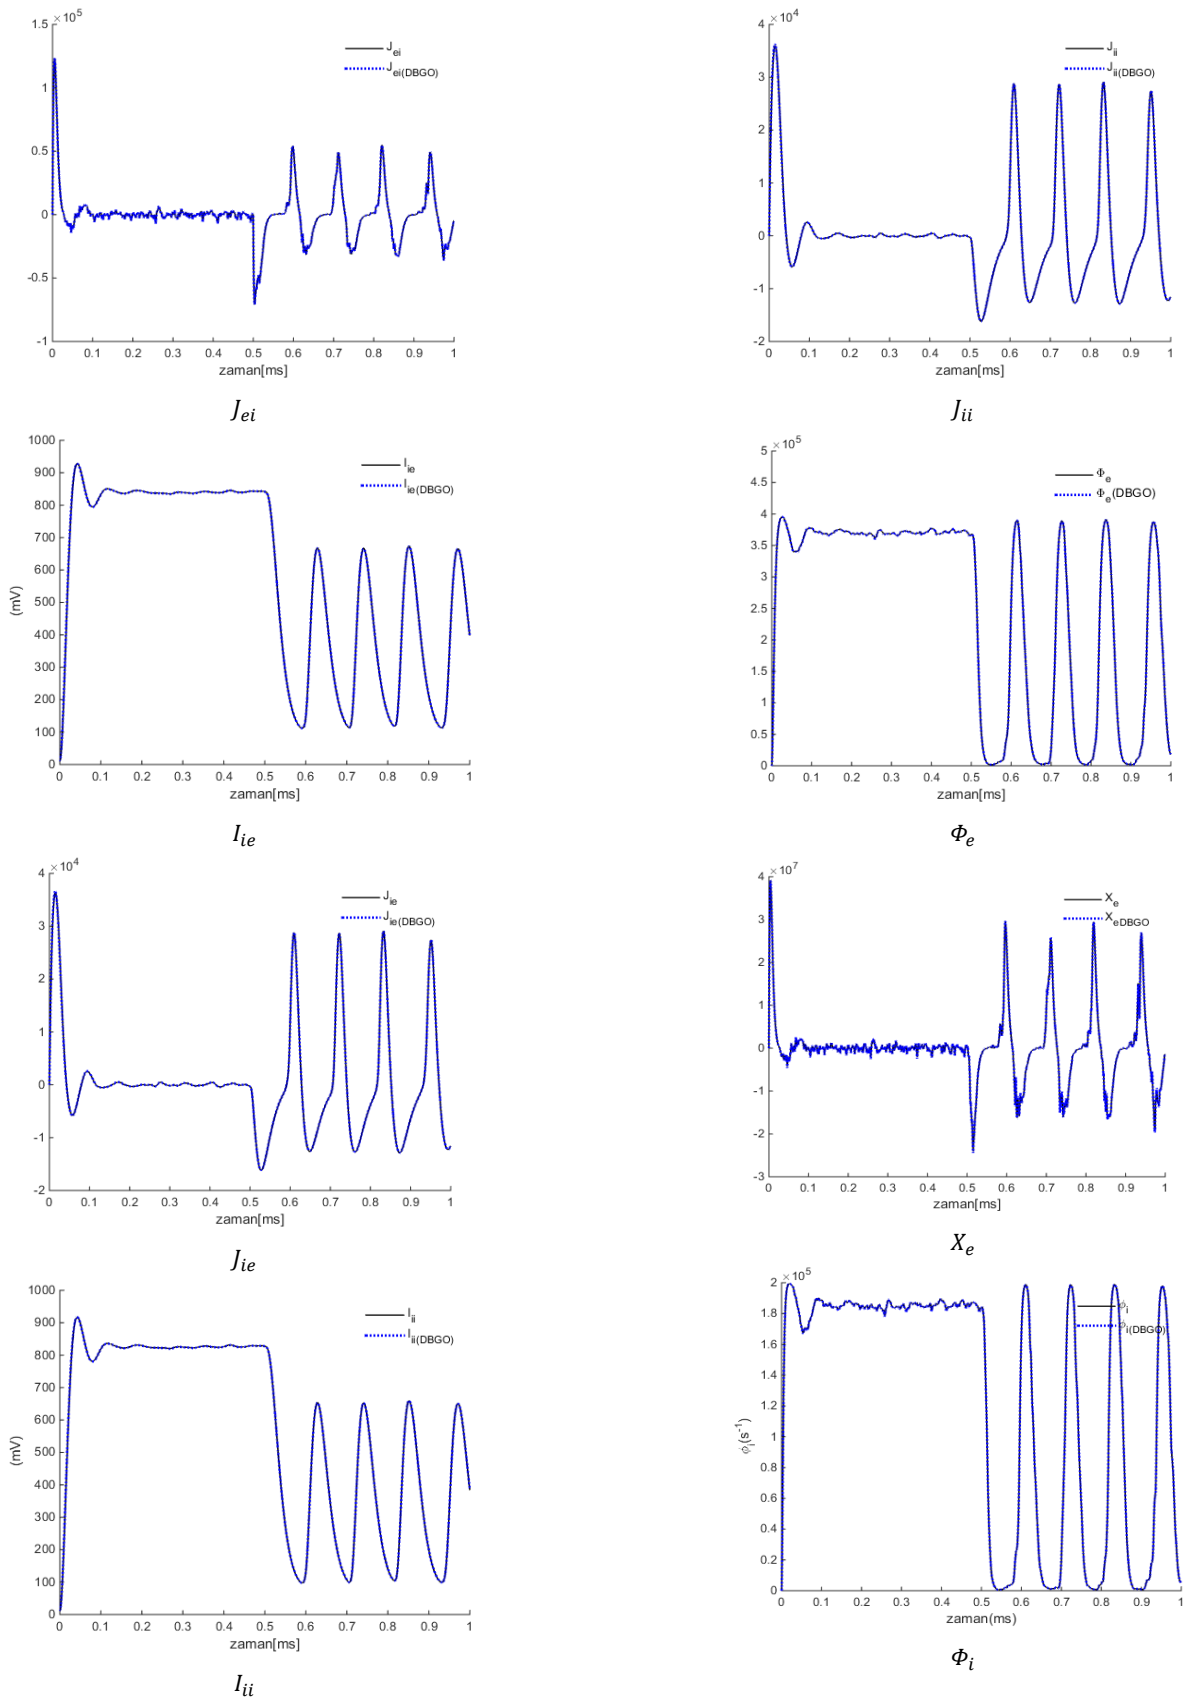 ×10⁵
1.5
1
0.5
0
-0.5
-1
J_ei
J_ei(DBGO)
0 0.1 0.2 0.3 0.4 0.5 0.6 0.7 0.8 0.9 1
zaman[ms]
J_ei
×10⁴
4
3
2
1
0
-1
-2
J_ii
J_ii(DBGO)
0 0.1 0.2 0.3 0.4 0.5 0.6 0.7 0.8 0.9 1
zaman[ms]
J_ii
1000
900
800
700
600
500
400
300
200
100
0
(mV)
I_ie
I_ie(DBGO)
0 0.1 0.2 0.3 0.4 0.5 0.6 0.7 0.8 0.9 1
zaman[ms]
I_ie
×10⁵
5
4.5
4
3.5
3
2.5
2
1.5
1
0.5
0
Φ_e
Φ_e(DBGO)
0 0.1 0.2 0.3 0.4 0.5 0.6 0.7 0.8 0.9 1
zaman[ms]
Φ_e
×10⁴
4
3
2
1
0
-1
-2
J_ie
J_ie(DBGO)
0 0.1 0.2 0.3 0.4 0.5 0.6 0.7 0.8 0.9 1
zaman[ms]
J_ie
×10⁷
4
3
2
1
0
-1
-2
-3
X_e
X_eDBGO
0 0.1 0.2 0.3 0.4 0.5 0.6 0.7 0.8 0.9 1
zaman[ms]
X_e
1000
900
800
700
600
500
400
300
200
100
0
(mV)
I_ii
I_ii(DBGO)
0 0.1 0.2 0.3 0.4 0.5 0.6 0.7 0.8 0.9 1
zaman[ms]
I_ii
×10⁵
2
1.8
1.6
1.4
1.2
1
0.8
0.6
0.4
0.2
0
ϕ_i(s⁻¹)
ϕ_i
ϕ_i(DBGO)
0 0.1 0.2 0.3 0.4 0.5 0.6 0.7 0.8 0.9 1
zaman(ms)
Φ_i